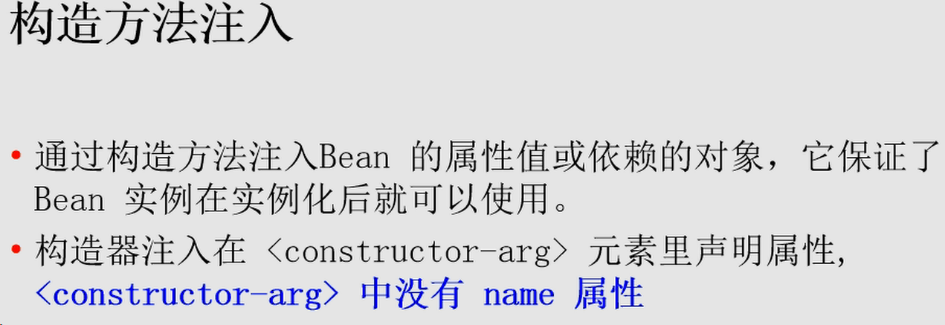 构造方法注入
• 通过构造方法注入Bean 的属性值或依赖的对象，它保证了
Bean 实例在实例化后就可以使用。
• 构造器注入在 <constructor-arg> 元素里声明属性,
<constructor-arg> 中没有 name 属性